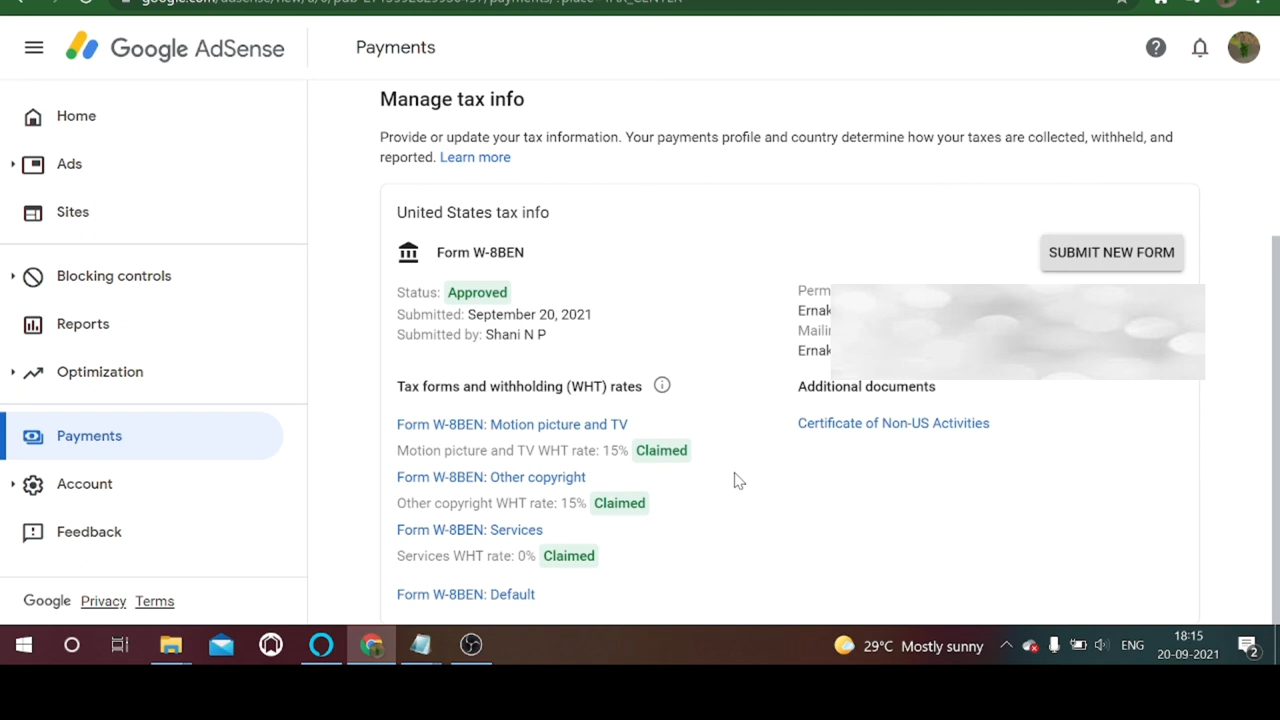 Google AdSense
Payments
Home
Ads
Sites
Blocking controls
Reports
Optimization
Payments
Account
Feedback
Google Privacy Terms
Manage tax info
Provide or update your tax information. Your payments profile and country determine how your taxes are collected, withheld, and
reported. Learn more
United States tax info
Form W-8BEN
SUBMIT NEW FORM
Status: Approved
Submitted: September 20, 2021
Submitted by: Shani N P
Perm
Ernak
Mailin
Ernak
Tax forms and withholding (WHT) rates
Form W-8BEN: Motion picture and TV
Motion picture and TV WHT rate: 15% Claimed
Form W-8BEN: Other copyright
Other copyright WHT rate: 15% Claimed
Form W-8BEN: Services
Services WHT rate: 0% Claimed
Form W-8BEN: Default
Additional documents
Certificate of Non-US Activities
29°C Mostly sunny
ENG
18:15
20-09-2021
2